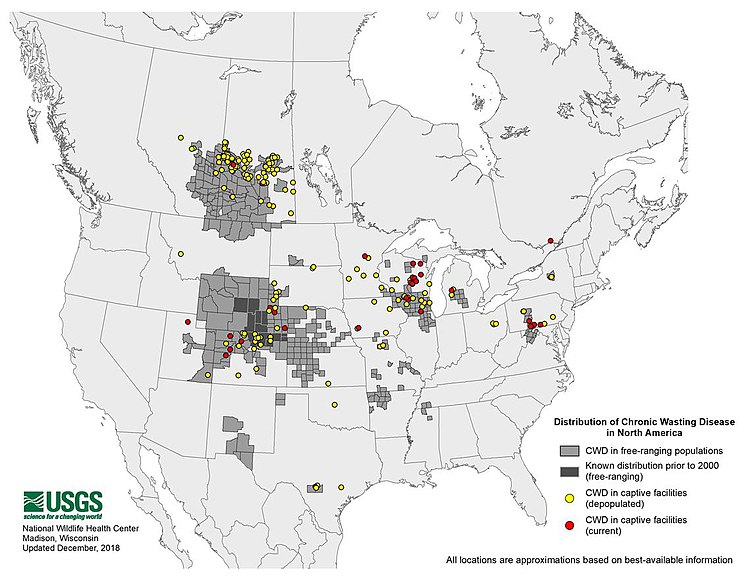 Distribution of Chronic Wasting Disease
in North America
CWD in free-ranging populations
Known distribution prior to 2000
(free-ranging)
CWD in captive facilities
(depopulated)
CWD in captive facilities
(current)
USGS
science for a changing world
National Wildlife Health Center
Madison, Wisconsin
Updated December, 2018
All locations are approximations based on best-available information